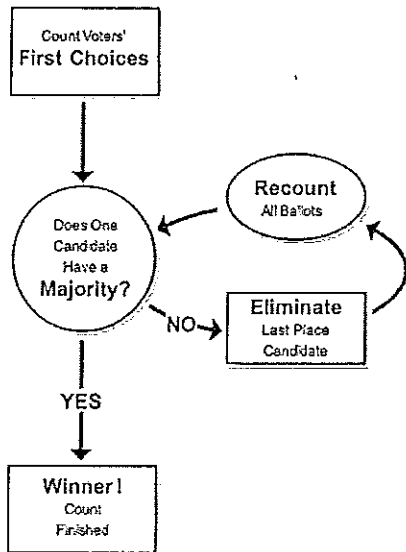 Count Voters'
First Choices
Does One
Candidate
Have a
Majority?
Recount
All Ballots
NO
Eliminate
Last Place
Candidate
YES
Winner!
Count
Finished